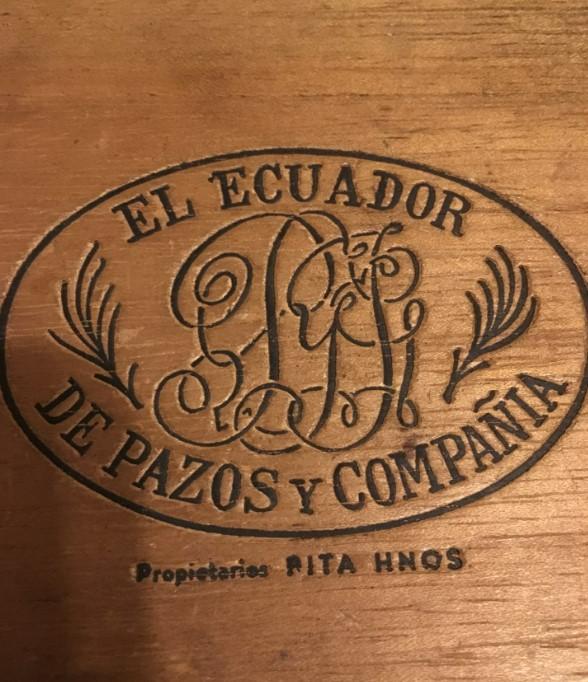 EL ECUADOR
DE PAZOS Y COMPAÑIA
Propietarios PITA HNOS